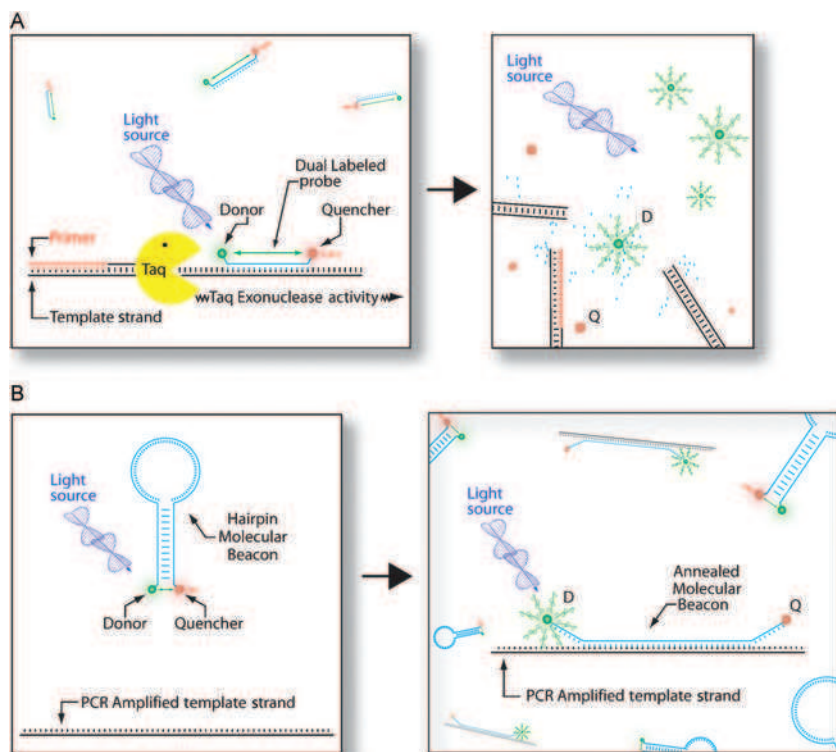 A
Light
source
Dual Labeled
probe
Donor
Quencher
Primer
Taq
Taq Exonuclease activity
Template strand
Light
source
D
Q
B
Light
source
Hairpin
Molecular
Beacon
Donor
Quencher
PCR Amplified template strand
Light
source
D
Annealed
Molecular
Beacon
Q
PCR Amplified template strand